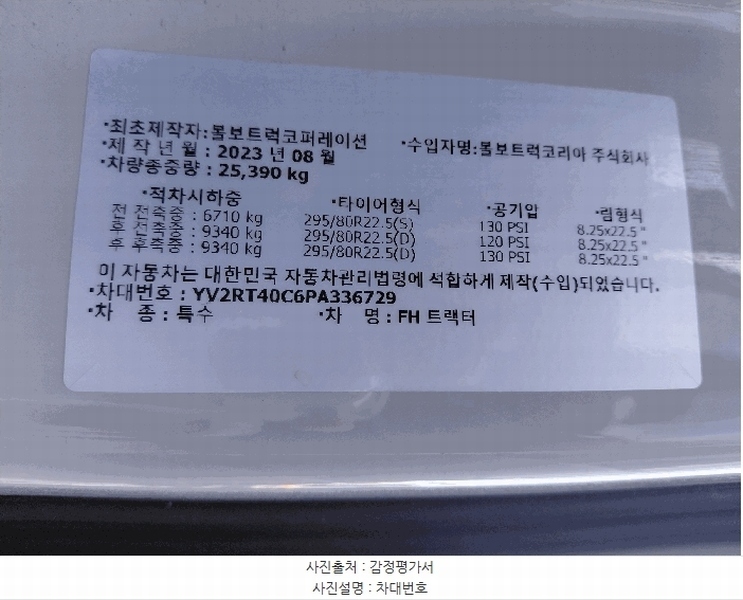 ·최초제작자:볼보트럭코퍼레이션 ·수입자명:볼보트럭코리아 주식회사
·제 작 년 월 : 2023 년 08 월
·차량총중량 : 25,390 kg
·적차시하중 ·타이어형식 ·공기압 ·림형식
전 전축중 : 6710 kg 295/80R22.5(S) 130 PSI 8.25x22.5 "
후 전축중 : 9340 kg 295/80R22.5(D) 120 PSI 8.25x22.5 "
후 후축중 : 9340 kg 295/80R22.5(D) 130 PSI 8.25x22.5 "
이 자동차는 대한민국 자동차관리법령에 적합하게 제작(수입)되었습니다.
·차대번호 : YV2RT40C6PA336729
·차 종 : 특수 ·차 명 : FH 트랙터
사진출처 : 감정평가서
사진설명 : 차대번호